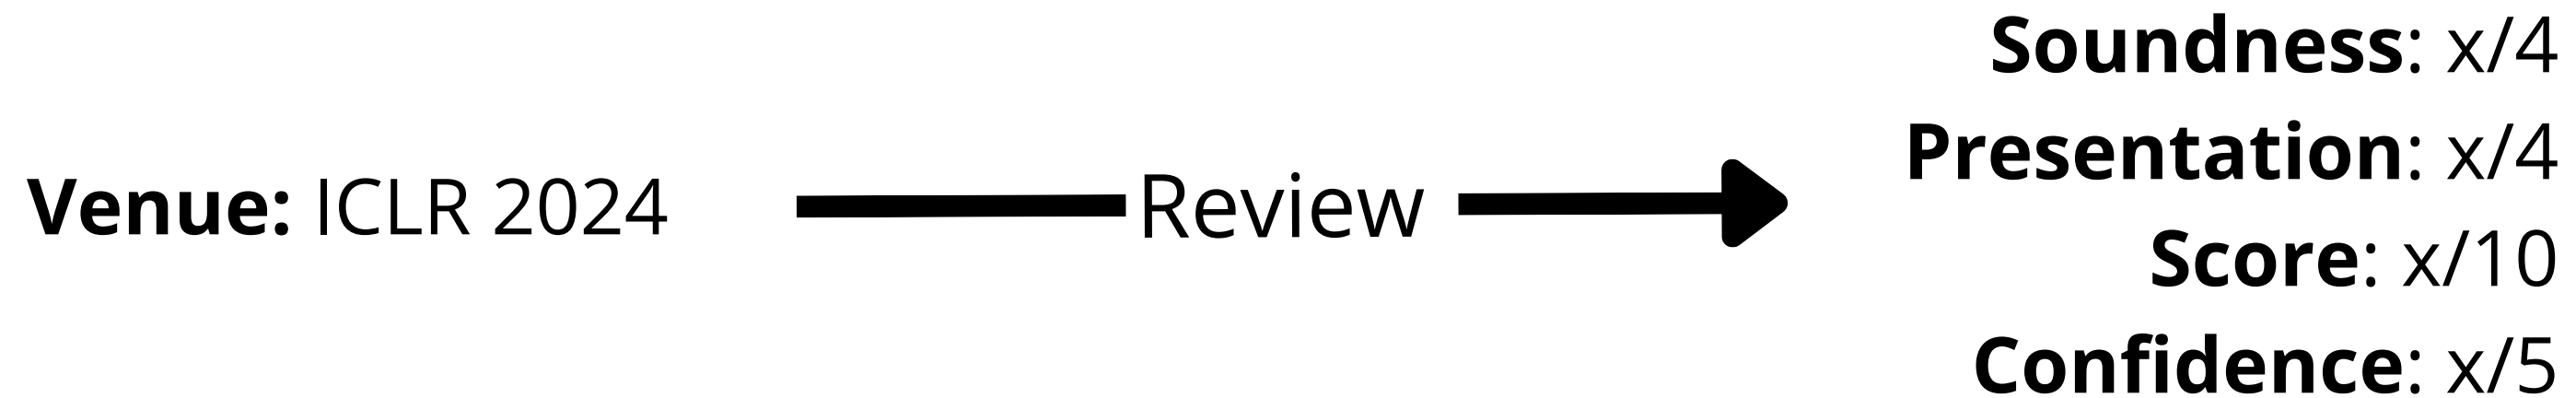 Venue: ICLR 2024
Review
Soundness: x/4
Presentation: x/4
Score: x/10
Confidence: x/5